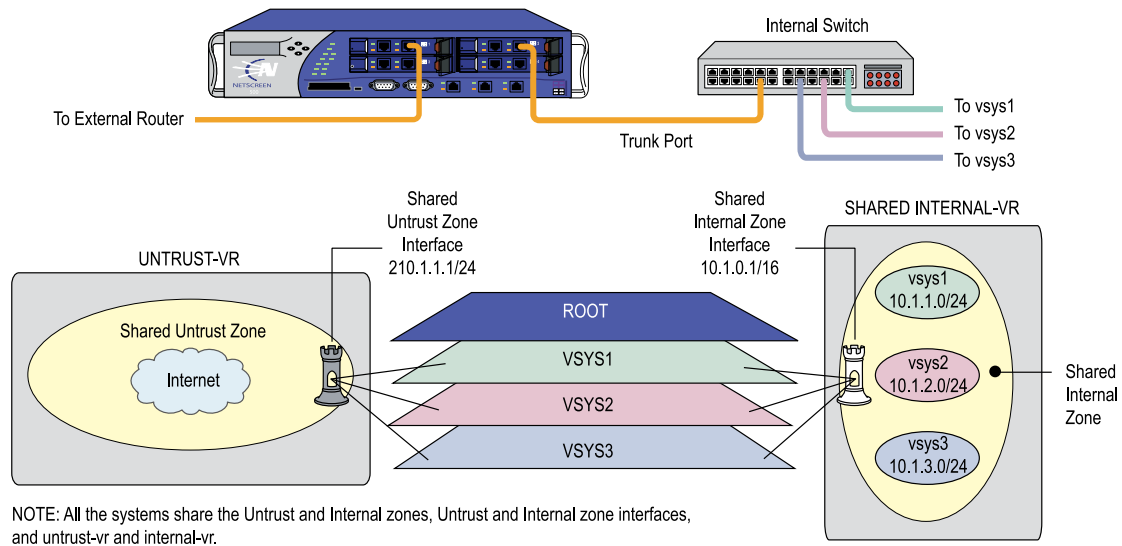 NETSCREEN
Internal Switch
To External Router
Trunk Port
To vsys1
To vsys2
To vsys3
Shared
Untrust Zone
Interface
210.1.1.1/24
Shared
Internal Zone
Interface
10.1.0.1/16
SHARED INTERNAL-VR
UNTRUST-VR
Shared Untrust Zone
Internet
ROOT
VSYS1
VSYS2
VSYS3
vsys1
10.1.1.0/24
vsys2
10.1.2.0/24
vsys3
10.1.3.0/24
Shared
Internal
Zone
NOTE: All the systems share the Untrust and Internal zones, Untrust and Internal zone interfaces,
and untrust-vr and internal-vr.